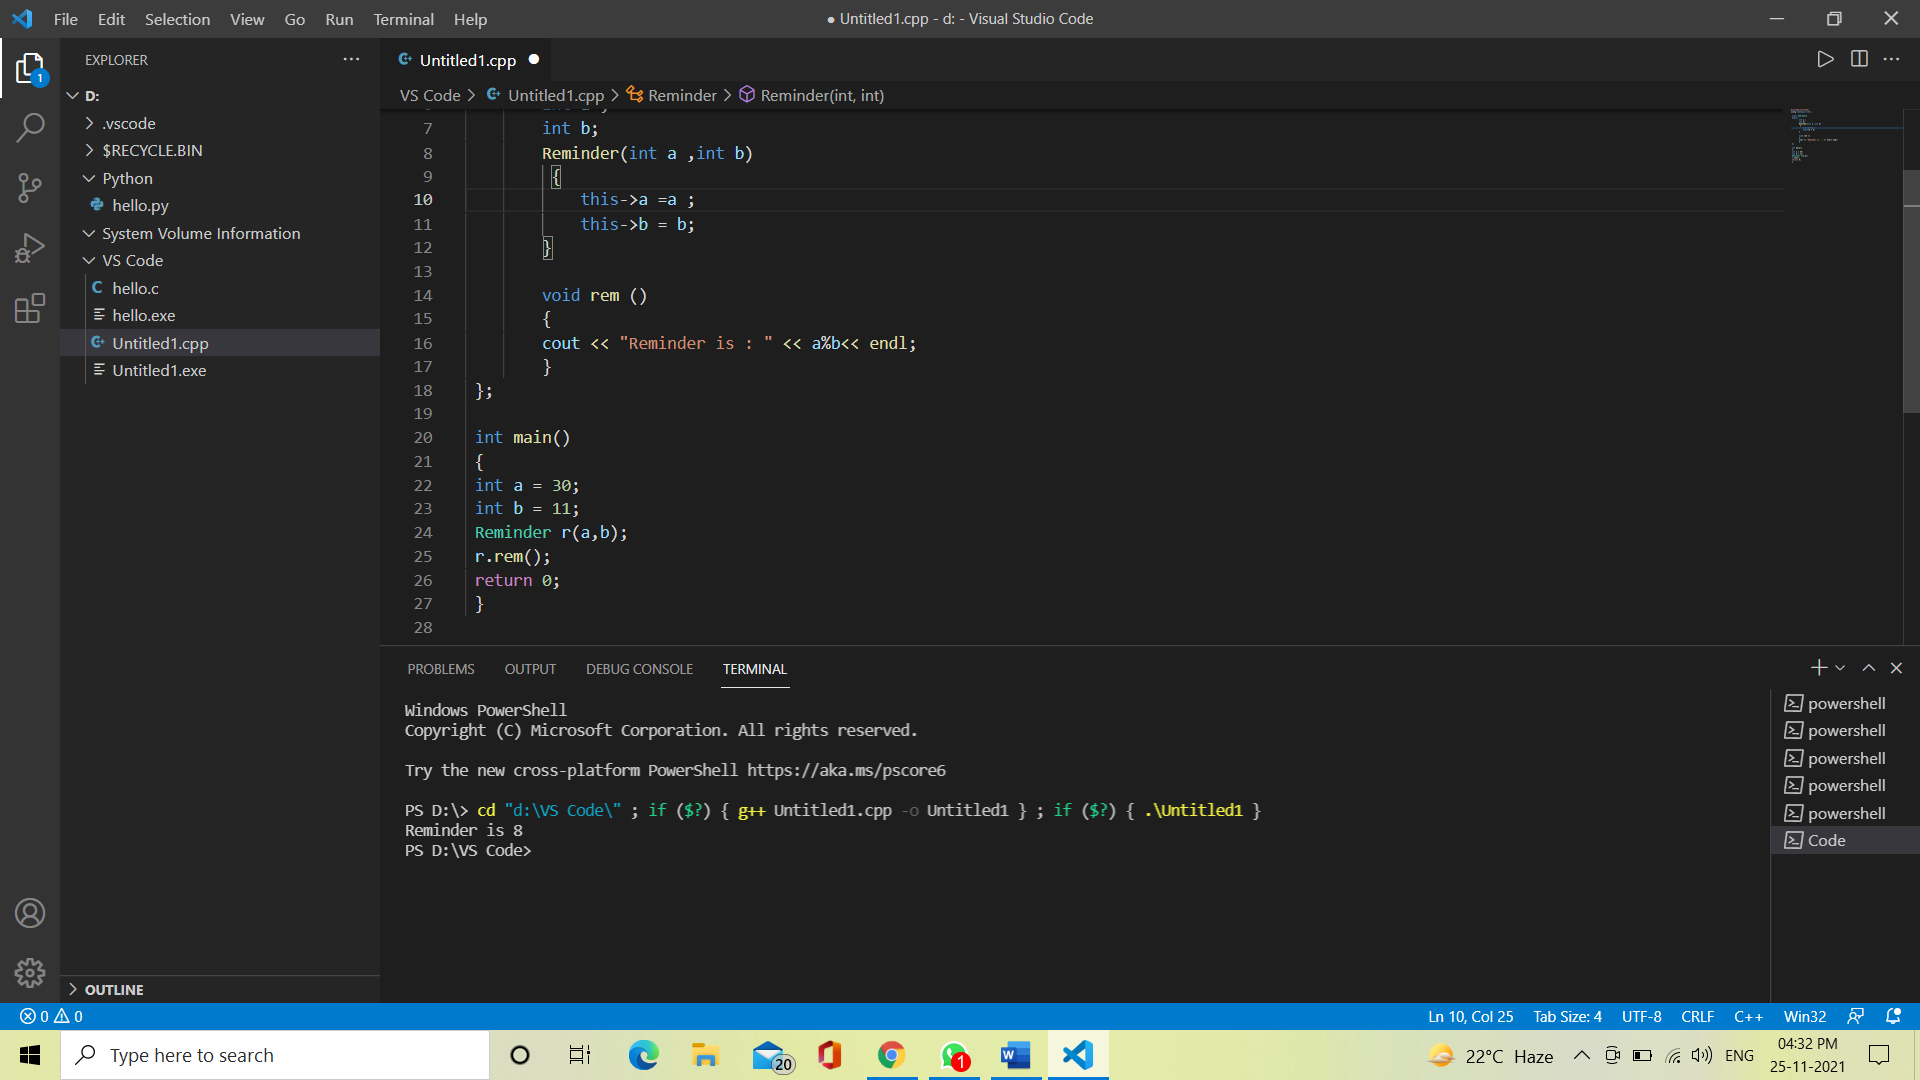 File Edit Selection View Go Run Terminal Help
● Untitled1.cpp - d: - Visual Studio Code
EXPLORER
1
D:
.vscode
$RECYCLE.BIN
Python
hello.py
System Volume Information
VS Code
hello.c
hello.exe
Untitled1.cpp
Untitled1.exe
OUTLINE
Untitled1.cpp
VS Code > Untitled1.cpp > Reminder > Reminder(int, int)
7 int b;
8 Reminder(int a ,int b)
9 {
10 this->a =a ;
11 this->b = b;
12 }
13
14 void rem ()
15 {
16 cout << "Reminder is : " << a%b<< endl;
17 }
18 };
19
20 int main()
21 {
22 int a = 30;
23 int b = 11;
24 Reminder r(a,b);
25 r.rem();
26 return 0;
27 }
28
PROBLEMS OUTPUT DEBUG CONSOLE TERMINAL
Windows PowerShell
Copyright (C) Microsoft Corporation. All rights reserved.
Try the new cross-platform PowerShell https://aka.ms/pscore6
PS D:\> cd "d:\VS Code\" ; if ($?) { g++ Untitled1.cpp -o Untitled1 } ; if ($?) { .\Untitled1 }
Reminder is 8
PS D:\VS Code>
powershell
powershell
powershell
powershell
powershell
Code
0 0
Ln 10, Col 25 Tab Size: 4 UTF-8 CRLF C++ Win32
Type here to search
20
1
22°C Haze
ENG
04:32 PM
25-11-2021